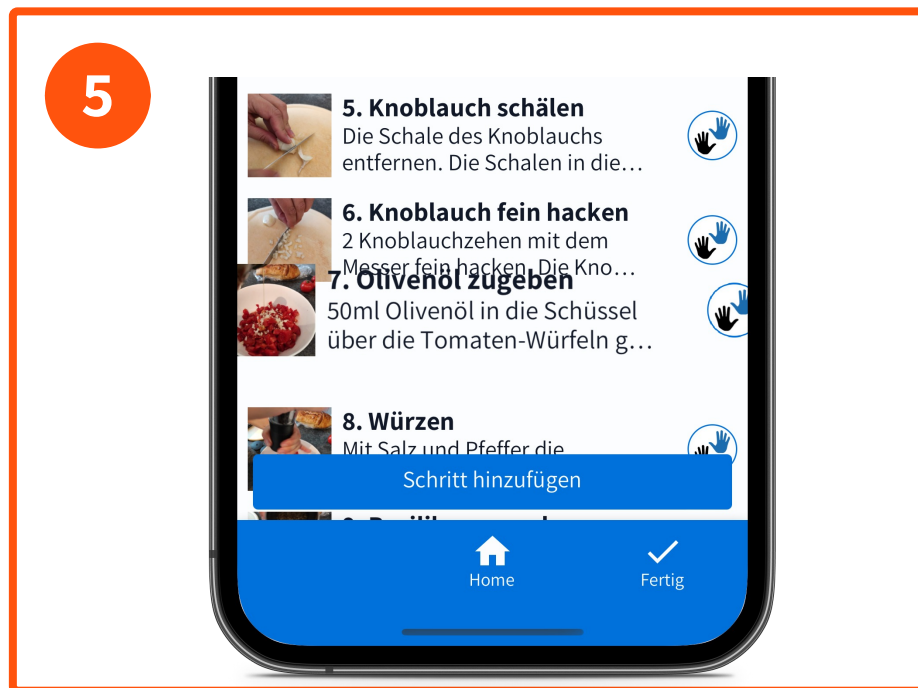 5
5. Knoblauch schälen
Die Schale des Knoblauchs
entfernen. Die Schalen in die…
6. Knoblauch fein hacken
2 Knoblauchzehen mit dem
Messer fein hacken. Die Kno…
7. Olivenöl zugeben
50ml Olivenöl in die Schüssel
über die Tomaten-Würfeln g…
8. Würzen
Mit Salz und Pfeffer die
Schritt hinzufügen
Home
Fertig